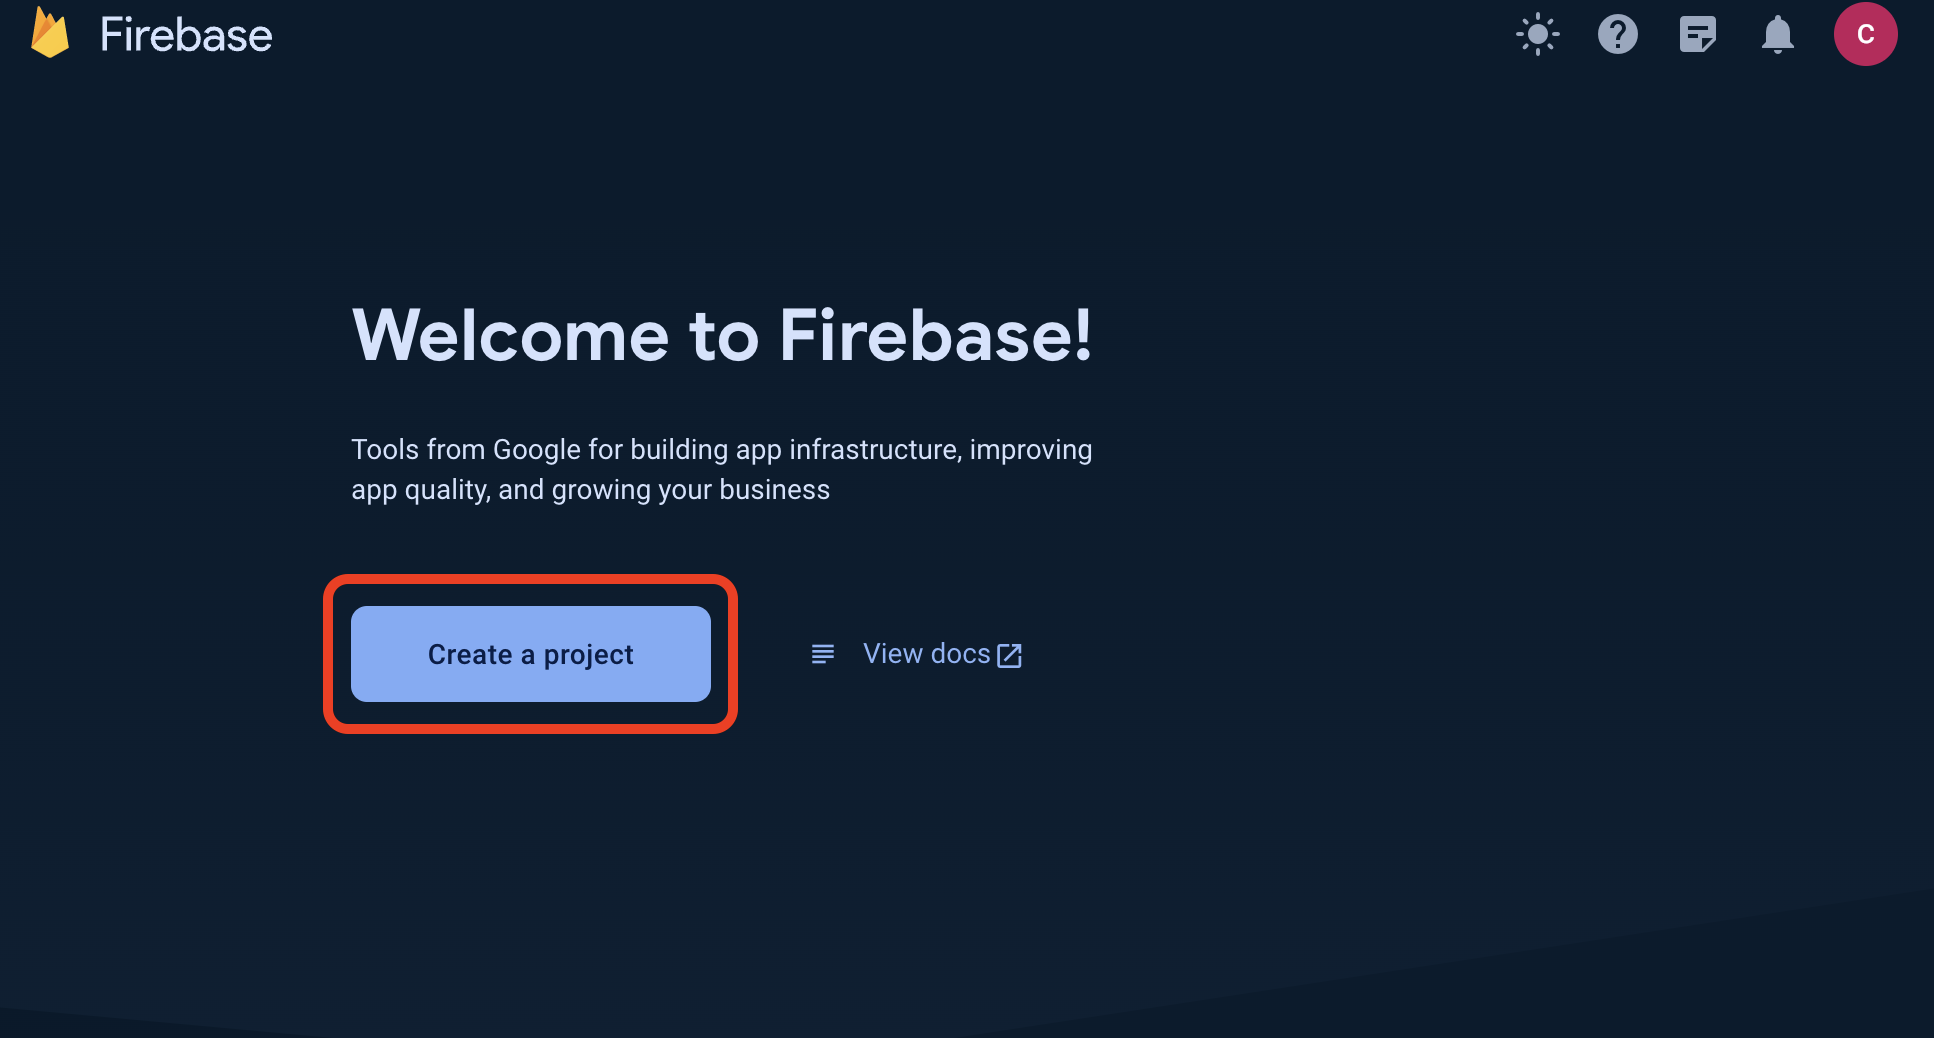 Firebase
C
Welcome to Firebase!
Tools from Google for building app infrastructure, improving
app quality, and growing your business
Create a project
View docs